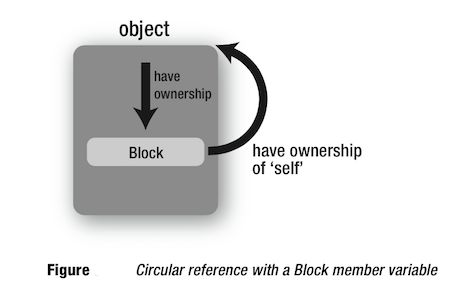 object
have
ownership
Block
have ownership
of ‘self’
Figure Circular reference with a Block member variable